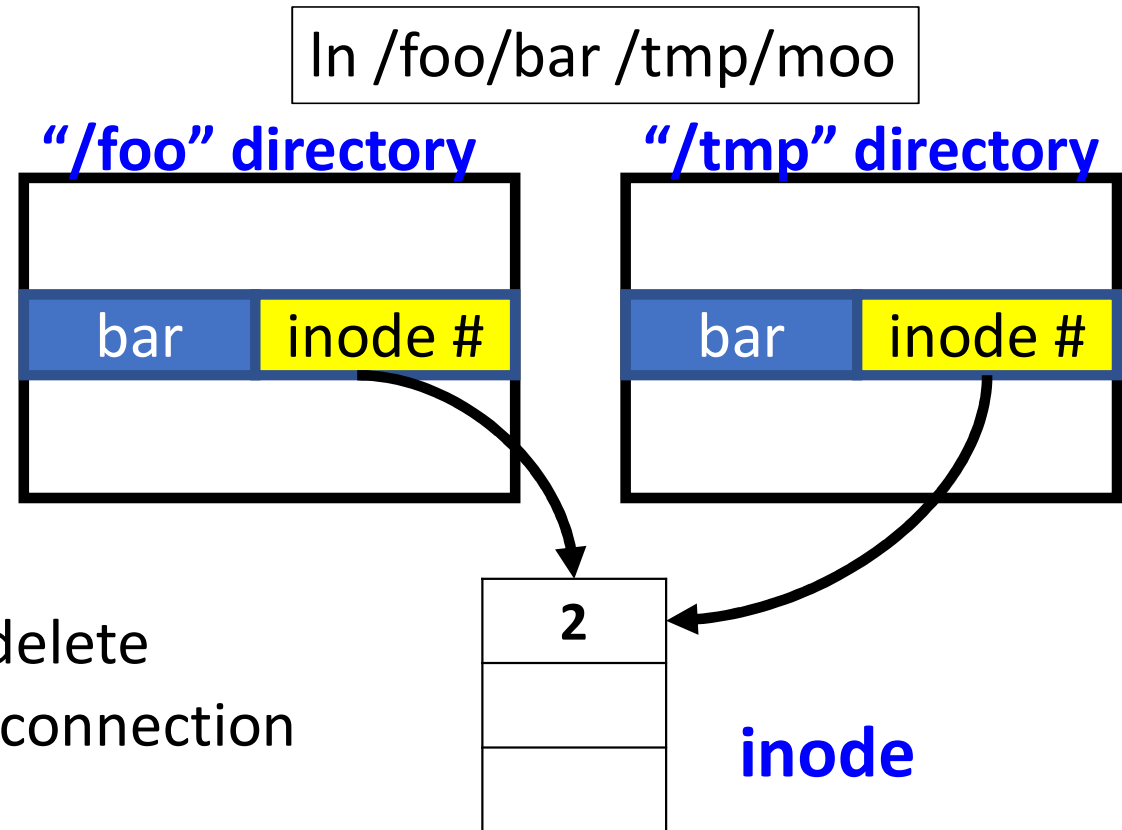 ln /foo/bar /tmp/moo
“/foo” directory “/tmp” directory
bar inode # bar inode #
2
delete
connection
inode